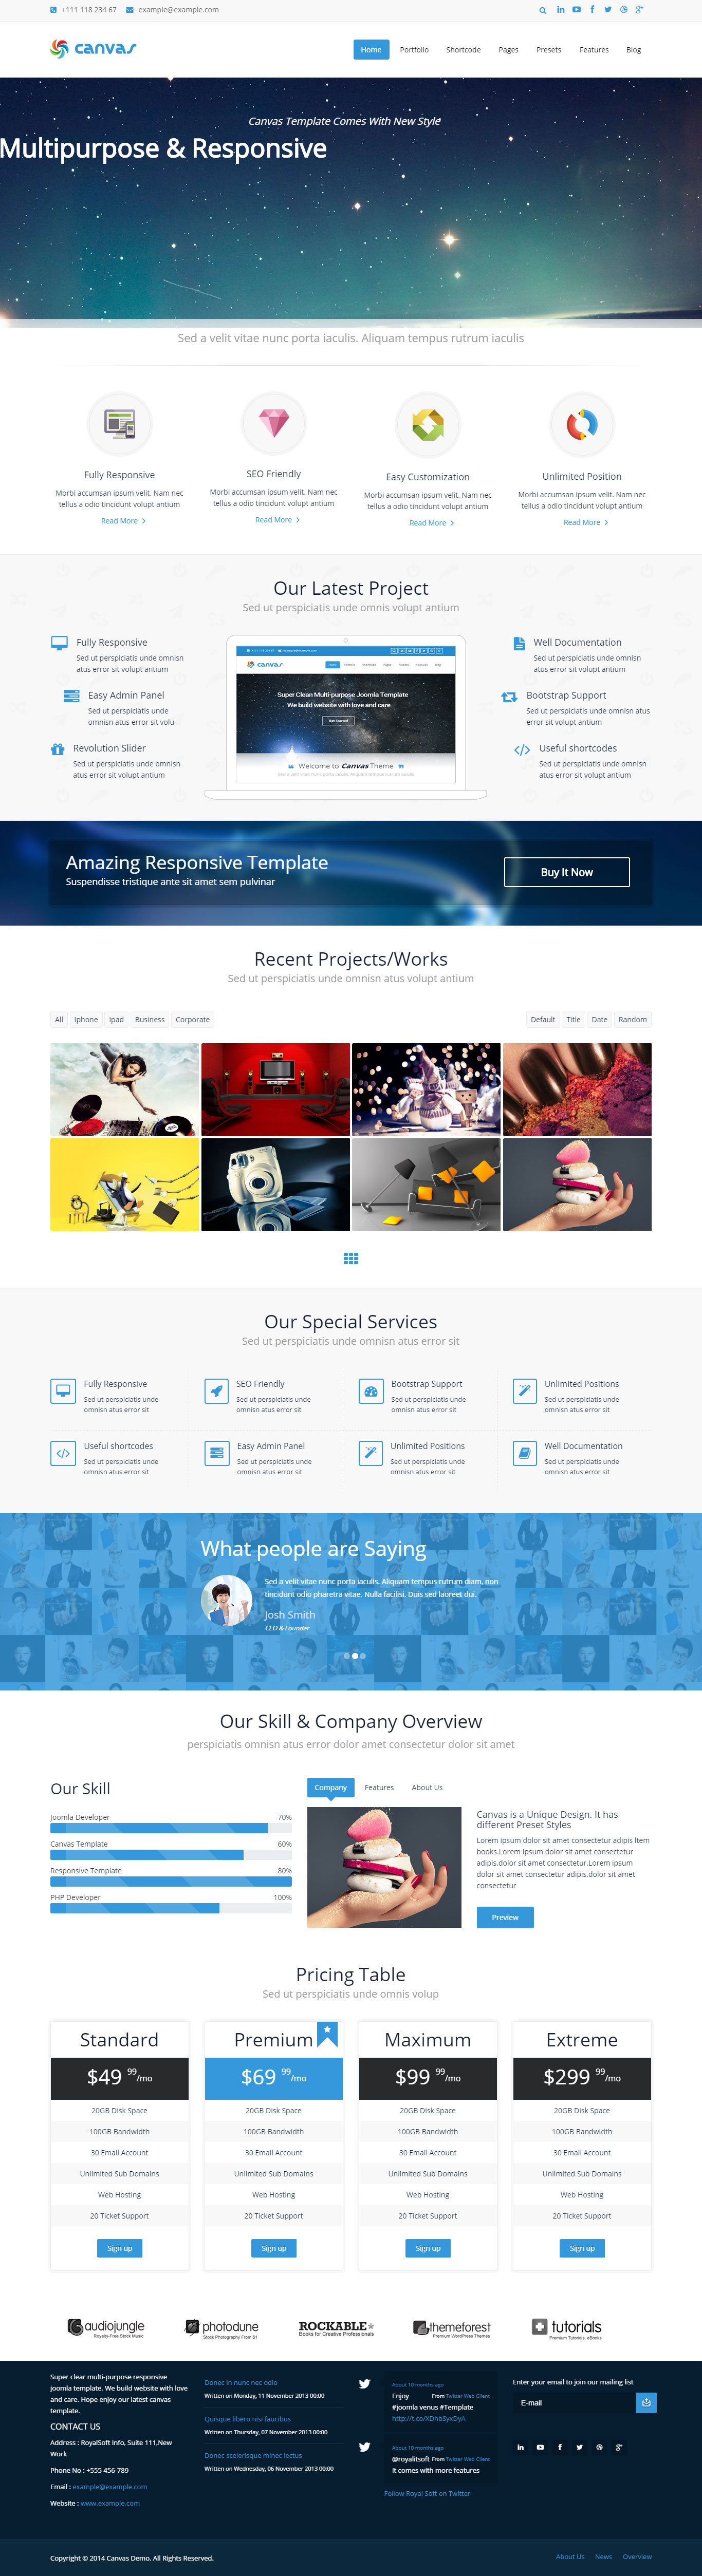 +111 118 234 67 example@example.com
canvas
Home Portfolio Shortcode Pages Presets Features Blog
Canvas Template Comes With New Style
Multipurpose & Responsive
Sed a velit vitae nunc porta iaculis. Aliquam tempus rutrum iaculis
Fully Responsive
Morbi accumsan ipsum velit. Nam nec
tellus a odio tincidunt volupt antium
Read More
SEO Friendly
Morbi accumsan ipsum velit. Nam nec
tellus a odio tincidunt volupt antium
Read More
Easy Customization
Morbi accumsan ipsum velit. Nam nec
tellus a odio tincidunt volupt antium
Read More
Unlimited Position
Morbi accumsan ipsum velit. Nam nec
tellus a odio tincidunt volupt antium
Read More
Our Latest Project
Sed ut perspiciatis unde omnis volupt antium
Fully Responsive
Sed ut perspiciatis unde omnisn
atus error sit volupt antium
Easy Admin Panel
Sed ut perspiciatis unde
omnisn atus error sit volu
Revolution Slider
Sed ut perspiciatis unde omnisn
atus error sit volupt antium
canvas
Super Clean Multi-purpose Joomla Template
We build website with love and care
Get Started
Welcome to Canvas Theme
Well Documentation
Sed ut perspiciatis unde omnisn
atus error sit volupt antium
Bootstrap Support
Sed ut perspiciatis unde omnisn atus
error sit volupt antium
Useful shortcodes
Sed ut perspiciatis unde omnisn
atus error sit volupt antium
Amazing Responsive Template
Suspendisse tristique ante sit amet sem pulvinar
Buy It Now
Recent Projects/Works
Sed ut perspiciatis unde omnisn atus volupt antium
All Iphone Ipad Business Corporate
Default Title Date Random
Our Special Services
Sed ut perspiciatis unde omnisn atus error sit
Fully Responsive
Sed ut perspiciatis unde
omnisn atus error sit
SEO Friendly
Sed ut perspiciatis unde
omnisn atus error sit
Bootstrap Support
Sed ut perspiciatis unde
omnisn atus error sit
Unlimited Positions
Sed ut perspiciatis unde
omnisn atus error sit
Useful shortcodes
Sed ut perspiciatis unde
omnisn atus error sit
Easy Admin Panel
Sed ut perspiciatis unde
omnisn atus error sit
Unlimited Positions
Sed ut perspiciatis unde
omnisn atus error sit
Well Documentation
Sed ut perspiciatis unde
omnisn atus error sit
What people are Saying
Sed a velit vitae nunc porta iaculis. Aliquam tempus rutrum diam, non
tincidunt odio pharetra vitae. Nulla facilisi. Duis sed laoreet dui.
Josh Smith
CEO & Founder
Our Skill & Company Overview
perspiciatis omnisn atus error dolor amet consectetur dolor sit amet
Our Skill
Joomla Developer 70%
Canvas Template 60%
Responsive Template 80%
PHP Developer 100%
Company Features About Us
Canvas is a Unique Design. It has
different Preset Styles
Lorem ipsum dolor sit amet consectetur adipis Item
books.Lorem ipsum dolor sit amet consectetur
adipis.dolor sit amet consectetur.Lorem ipsum
dolor sit amet consectetur adipis.dolor sit amet
consectetur
Preview
Pricing Table
Sed ut perspiciatis unde omnis volup
Standard
$49 99/mo
20GB Disk Space
100GB Bandwidth
30 Email Account
Unlimited Sub Domains
Web Hosting
20 Ticket Support
Sign up
Premium
$69 99/mo
20GB Disk Space
100GB Bandwidth
30 Email Account
Unlimited Sub Domains
Web Hosting
20 Ticket Support
Sign up
Maximum
$99 99/mo
20GB Disk Space
100GB Bandwidth
30 Email Account
Unlimited Sub Domains
Web Hosting
20 Ticket Support
Sign up
Extreme
$299 99/mo
20GB Disk Space
100GB Bandwidth
30 Email Account
Unlimited Sub Domains
Web Hosting
20 Ticket Support
Sign up
audiojungle
Royalty-Free Stock Music
photodune
Stock Photography From $1
ROCKABLE
Books for Creative Professionals
themeforest
Premium WordPress Themes
tutorials
Premium Tutorials, eBooks
Super clear multi-purpose responsive
joomla template. We build website with love
and care. Hope enjoy our latest canvas
template.
CONTACT US
Address : RoyalSoft Info, Suite 111,New
Work
Phone No : +555 456-789
Email : example@example.com
Website : www.example.com
Donec in nunc nec odio
Written on Monday, 11 November 2013 00:00
Quisque libero nisi faucibus
Written on Thursday, 07 November 2013 00:00
Donec scelerisque minec lectus
Written on Wednesday, 06 November 2013 00:00
About 10 months ago
Enjoy From Twitter Web Client
#joomla venus #Template
http://t.co/XDhbSyxDyA
About 10 months ago
@royalitsoft From Twitter Web Client
It comes with more features
Follow Royal Soft on Twitter
Enter your email to join our mailing list
E-mail
Copyright © 2014 Canvas Demo. All Rights Reserved.
About Us News Overview